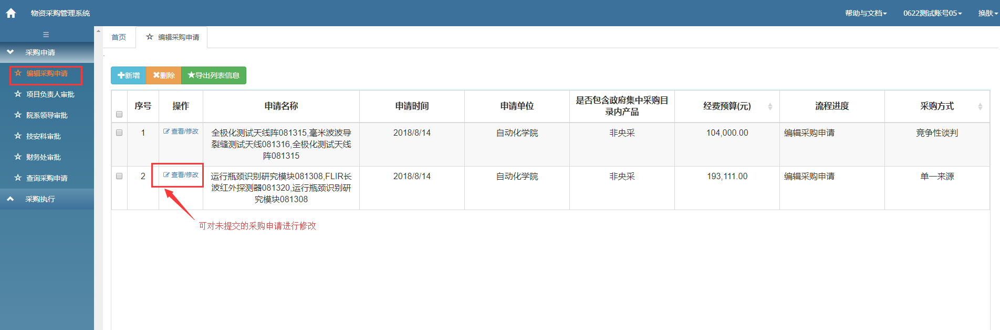 物资采购管理系统
帮助与文档
0622测试账号05
换肤
首页
编辑采购申请
采购申请
编辑采购申请
项目负责人审批
院系领导审批
技安科审批
财务处审批
查询采购申请
采购执行
新增
删除
导出列表信息
序号
操作
申请名称
申请时间
申请单位
是否包含政府集中采购目
录内产品
经费预算(元)
流程进度
采购方式
1
查看/修改
全极化测试天线阵081315,毫米波波导
裂缝测试天线081316,全极化测试天线
阵081315
2018/8/14
自动化学院
非央采
104,000.00
编辑采购申请
竞争性谈判
2
查看/修改
运行瓶颈识别研究模块081308,FLIR长
波红外探测器081320,运行瓶颈识别研
究模块081308
2018/8/14
自动化学院
非央采
193,111.00
编辑采购申请
单一来源
可对未提交的采购申请进行修改